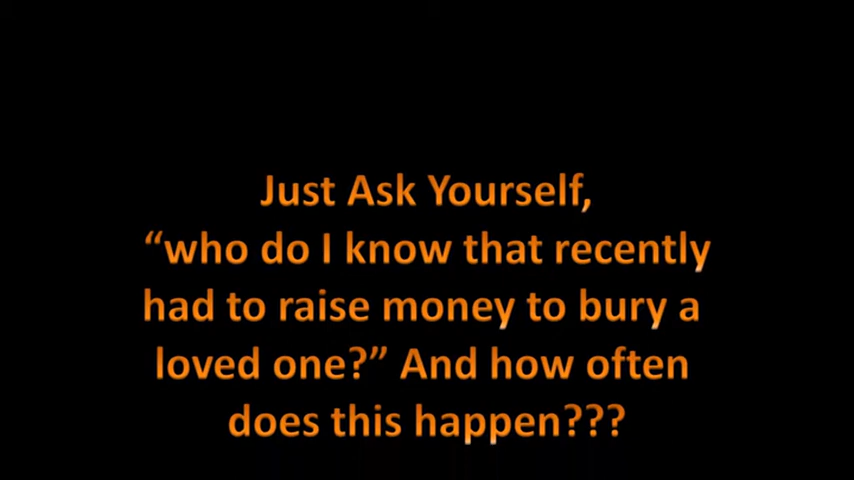 Just Ask Yourself,
“who do I know that recently
had to raise money to bury a
loved one?” And how often
does this happen???